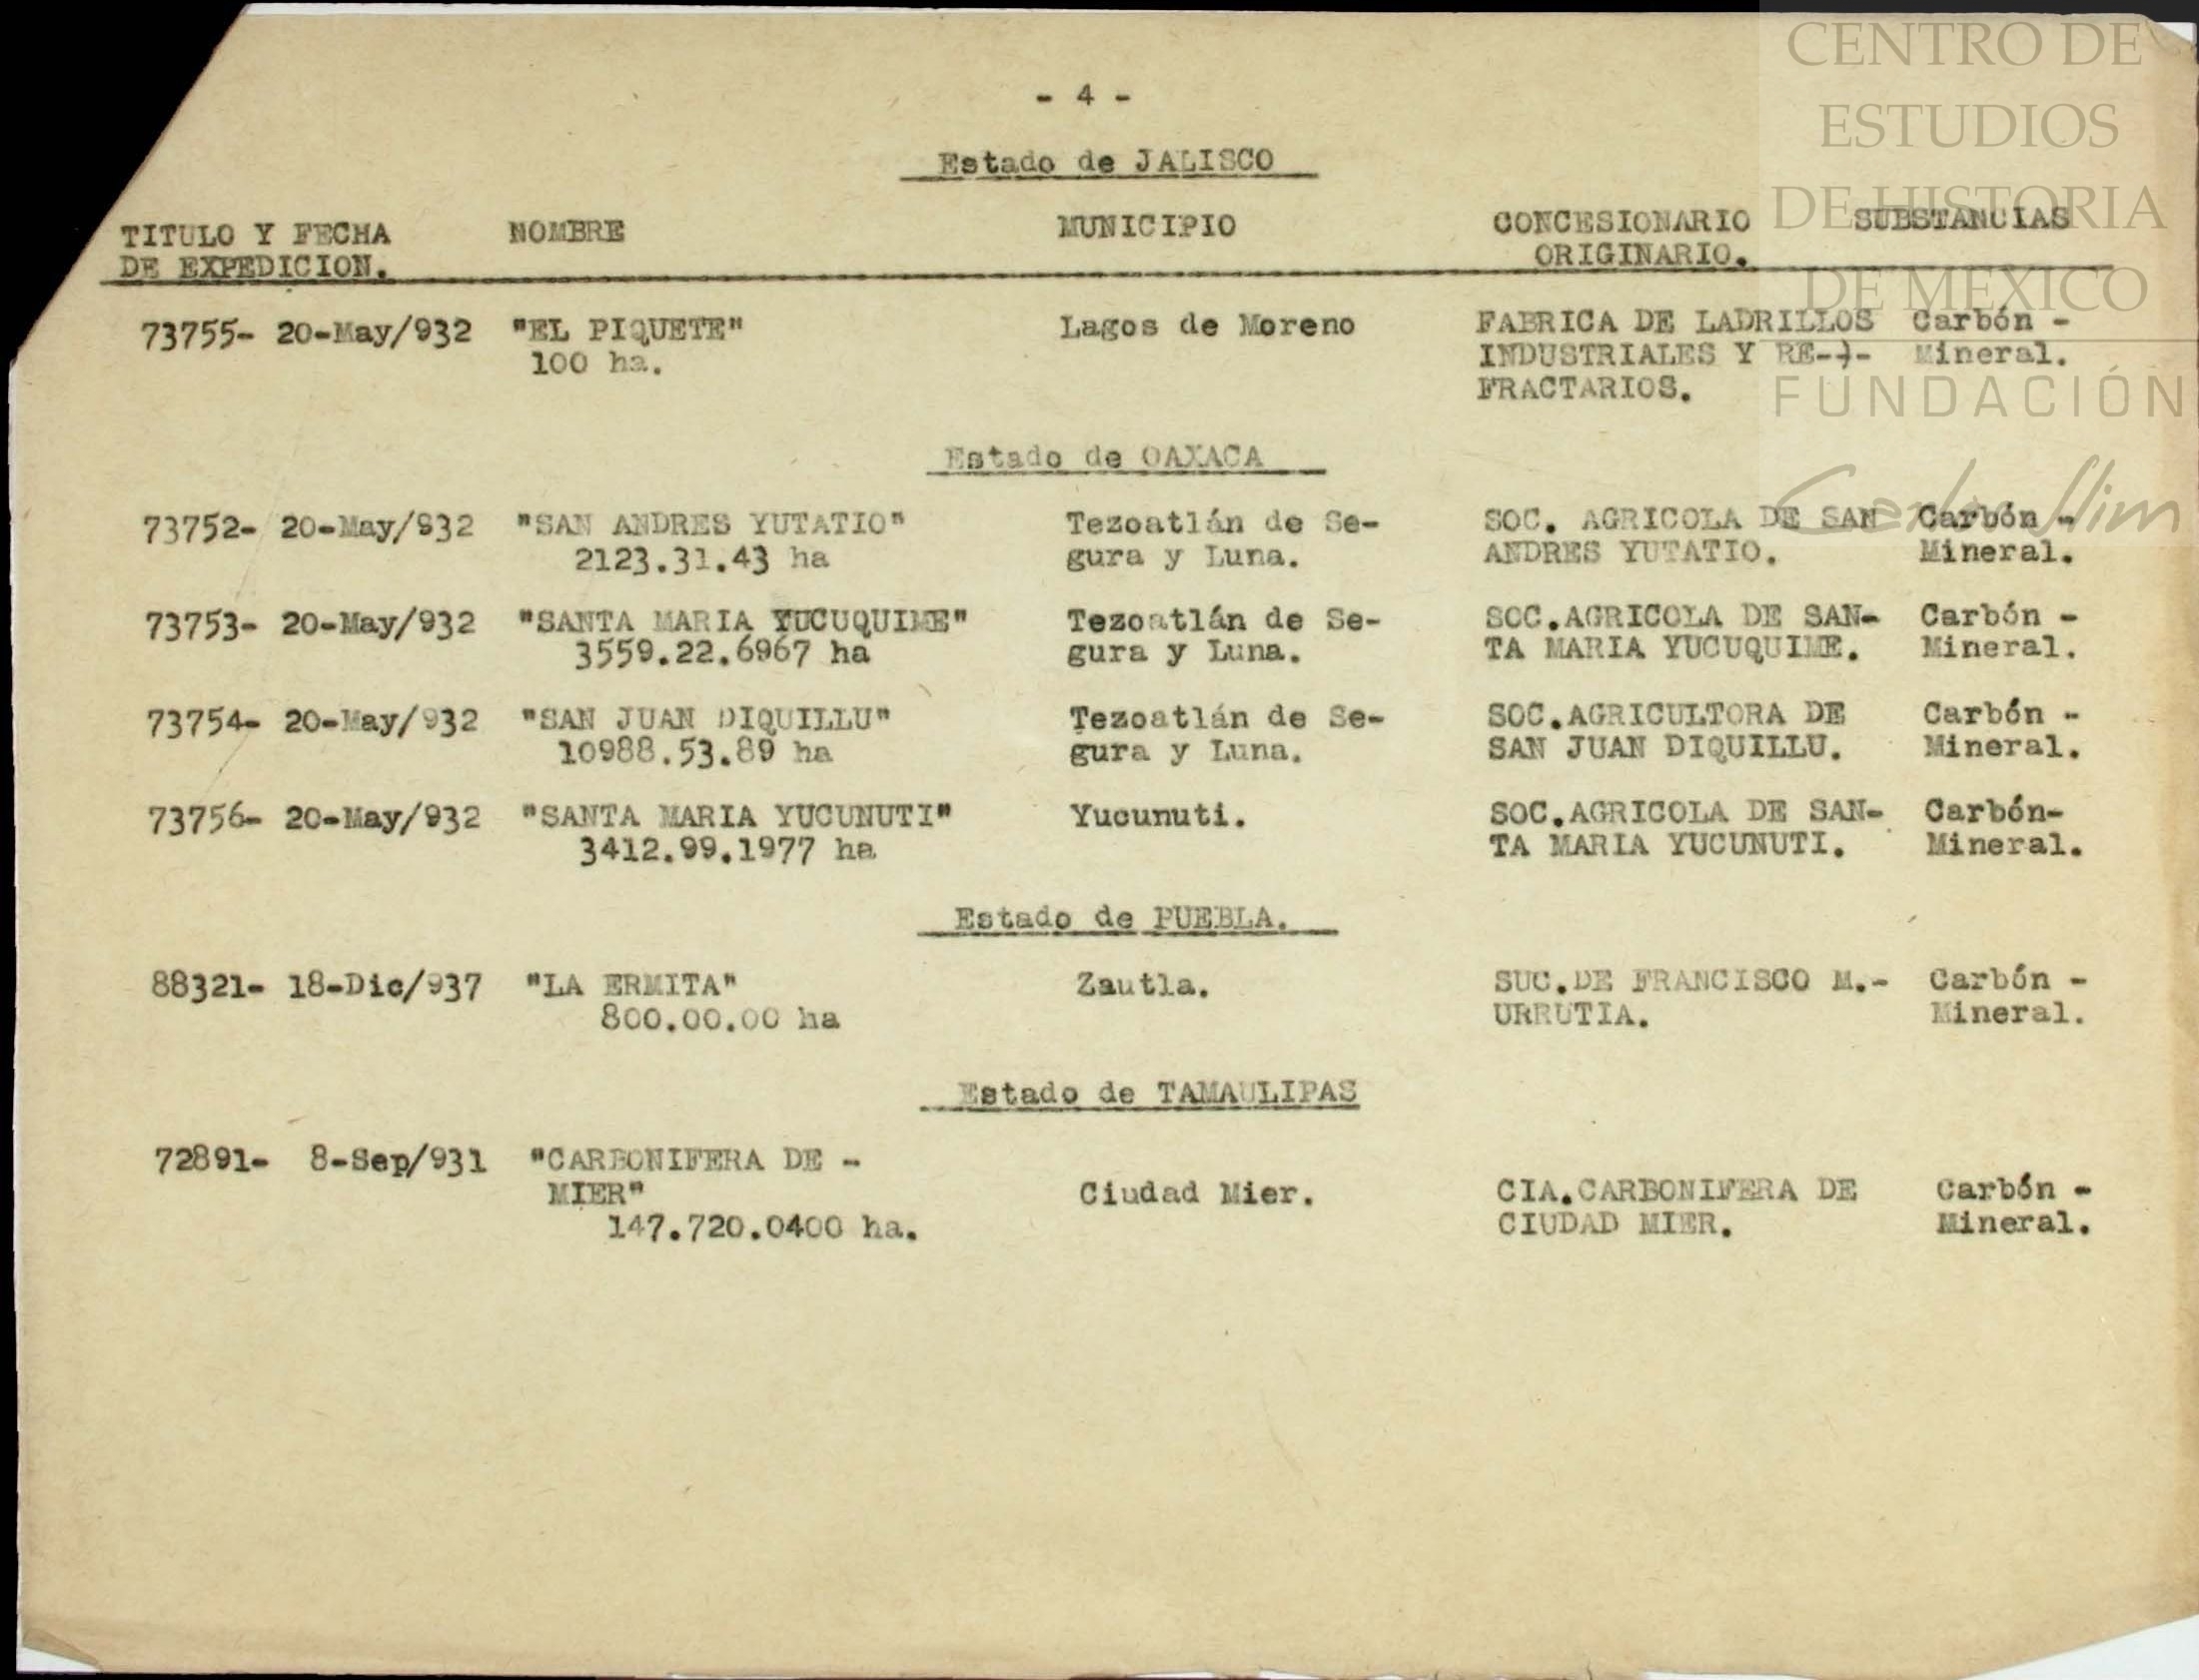 - 4 -
Estado de JALISCO
TITULO Y FECHA NOMBRE MUNICIPIO CONCESIONARIO SUBSTANCIAS
DE EXPEDICION. ORIGINARIO.
73755- 20-May/932 "EL PIQUETE" Lagos de Moreno FABRICA DE LADRILLOS Carbón -
100 ha. INDUSTRIALES Y RE-}- Mineral.
FRACTARIOS.
Estado de OAXACA
73752- 20-May/932 "SAN ANDRES YUTATIO" Tezoatlán de Se- SOC. AGRICOLA DE SAN Carbón -
2123.31.43 ha gura y Luna. ANDRES YUTATIO. Mineral.
73753- 20-May/932 "SANTA MARIA YUCUQUIME" Tezoatlán de Se- SOC.AGRICOLA DE SAN- Carbón -
3559.22.6967 ha gura y Luna. TA MARIA YUCUQUIME. Mineral.
73754- 20-May/932 "SAN JUAN DIQUILLU" Tezoatlán de Se- SOC.AGRICULTORA DE Carbón -
10988.53.89 ha gura y Luna. SAN JUAN DIQUILLU. Mineral.
73756- 20-May/932 "SANTA MARIA YUCUNUTI" Yucunuti. SOC.AGRICOLA DE SAN- Carbón-
3412.99.1977 ha TA MARIA YUCUNUTI. Mineral.
Estado de PUEBLA.
88321- 18-Dic/937 "LA ERMITA" Zautla. SUC.DE FRANCISCO M.- Carbón -
800.00.00 ha URRUTIA. Mineral.
Estado de TAMAULIPAS
72891- 8-Sep/931 "CARBONIFERA DE -
MIER" Ciudad Mier. CIA.CARBONIFERA DE Carbón -
147.720.0400 ha. CIUDAD MIER. Mineral.
CENTRO DE
ESTUDIOS
DE HISTORIA
DE MEXICO
FUNDACIÓN
Carlos Slim